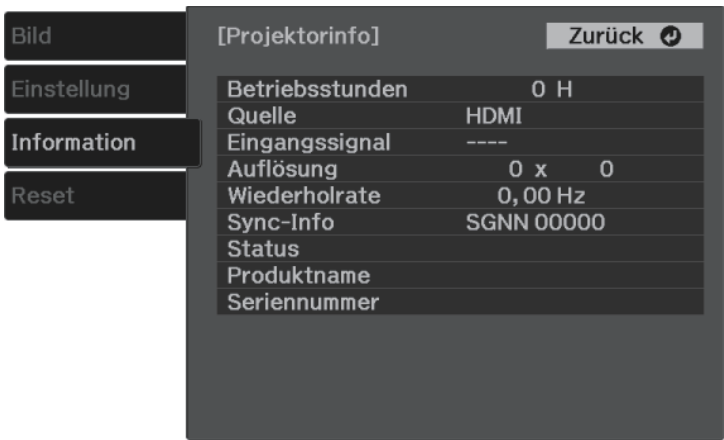 Bild
Einstellung
Information
Reset
[Projektorinfo] Zurück
Betriebsstunden 0 H
Quelle HDMI
Eingangssignal ----
Auflösung 0 x 0
Wiederholrate 0,00 Hz
Sync-Info SGNN 00000
Status
Produktname
Seriennummer